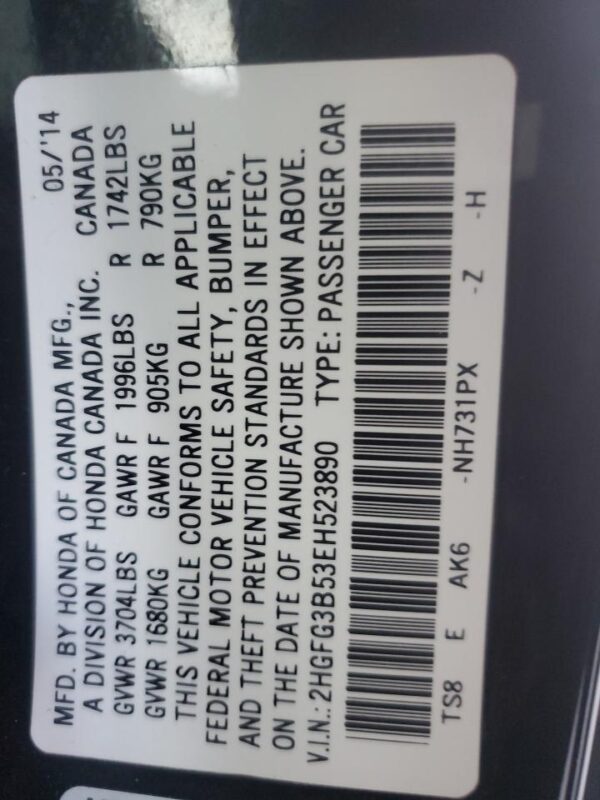 MFD. BY HONDA OF CANADA MFG., 05/'14
A DIVISION OF HONDA CANADA INC. CANADA
GVWR 3704LBS GAWR F 1996LBS R 1742LBS
GVWR 1680KG GAWR F 905KG R 790KG
THIS VEHICLE CONFORMS TO ALL APPLICABLE
FEDERAL MOTOR VEHICLE SAFETY, BUMPER,
AND THEFT PREVENTION STANDARDS IN EFFECT
ON THE DATE OF MANUFACTURE SHOWN ABOVE.
V.I.N.: 2HGFG3B53EH523890 TYPE: PASSENGER CAR
TS8 E AK6 -NH731PX -Z -H